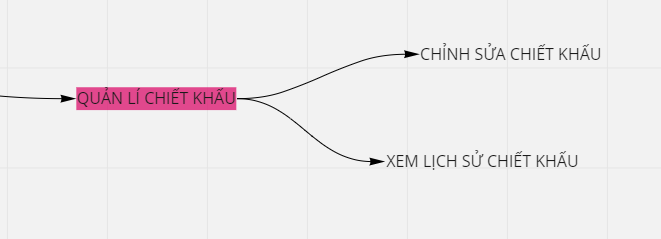 CHỈNH SỬA CHIẾT KHẤU
QUẢN LÍ CHIẾT KHẤU
XEM LỊCH SỬ CHIẾT KHẤU